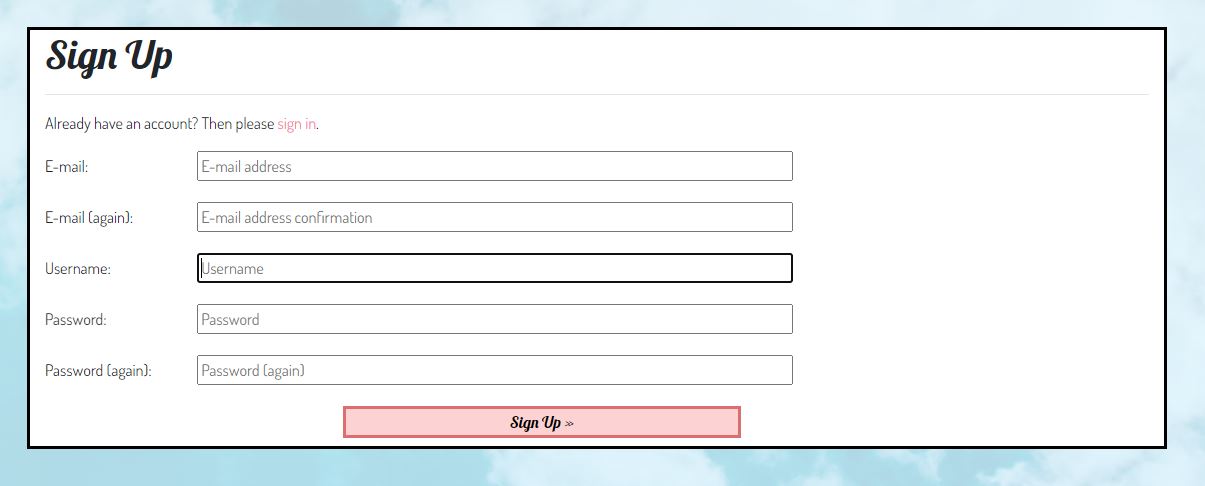 Sign Up
Already have an account? Then please sign in.
E-mail: E-mail address
E-mail (again): E-mail address confirmation
Username: Username
Password: Password
Password (again): Password (again)
Sign Up »